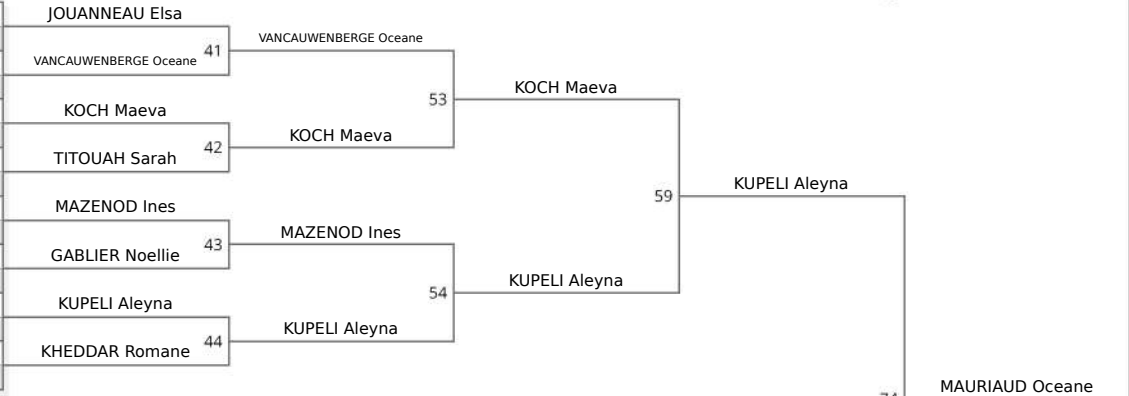 JOUANNEAU Elsa
VANCAUWENBERGE Oceane
41
VANCAUWENBERGE Oceane
KOCH Maeva
TITOUAH Sarah
42
KOCH Maeva
53
KOCH Maeva
MAZENOD Ines
GABLIER Noellie
43
MAZENOD Ines
KUPELI Aleyna
KHEDDAR Romane
44
KUPELI Aleyna
54
KUPELI Aleyna
59
KUPELI Aleyna
MAURIAUD Oceane